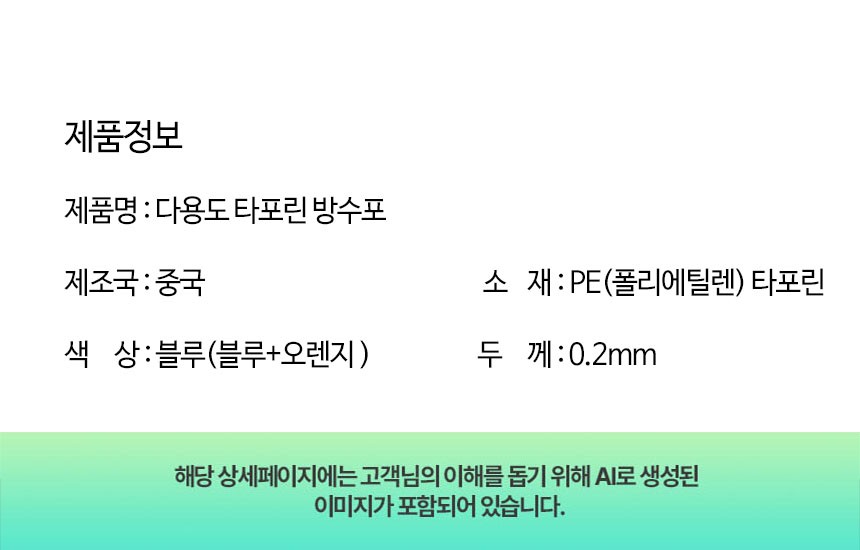 제품정보
제품명 : 다용도 타포린 방수포
제조국 : 중국 소 재 : PE(폴리에틸렌) 타포린
색 상 : 블루(블루+오렌지 ) 두 께 : 0.2mm
해당 상세페이지에는 고객님의 이해를 돕기 위해 AI로 생성된
이미지가 포함되어 있습니다.